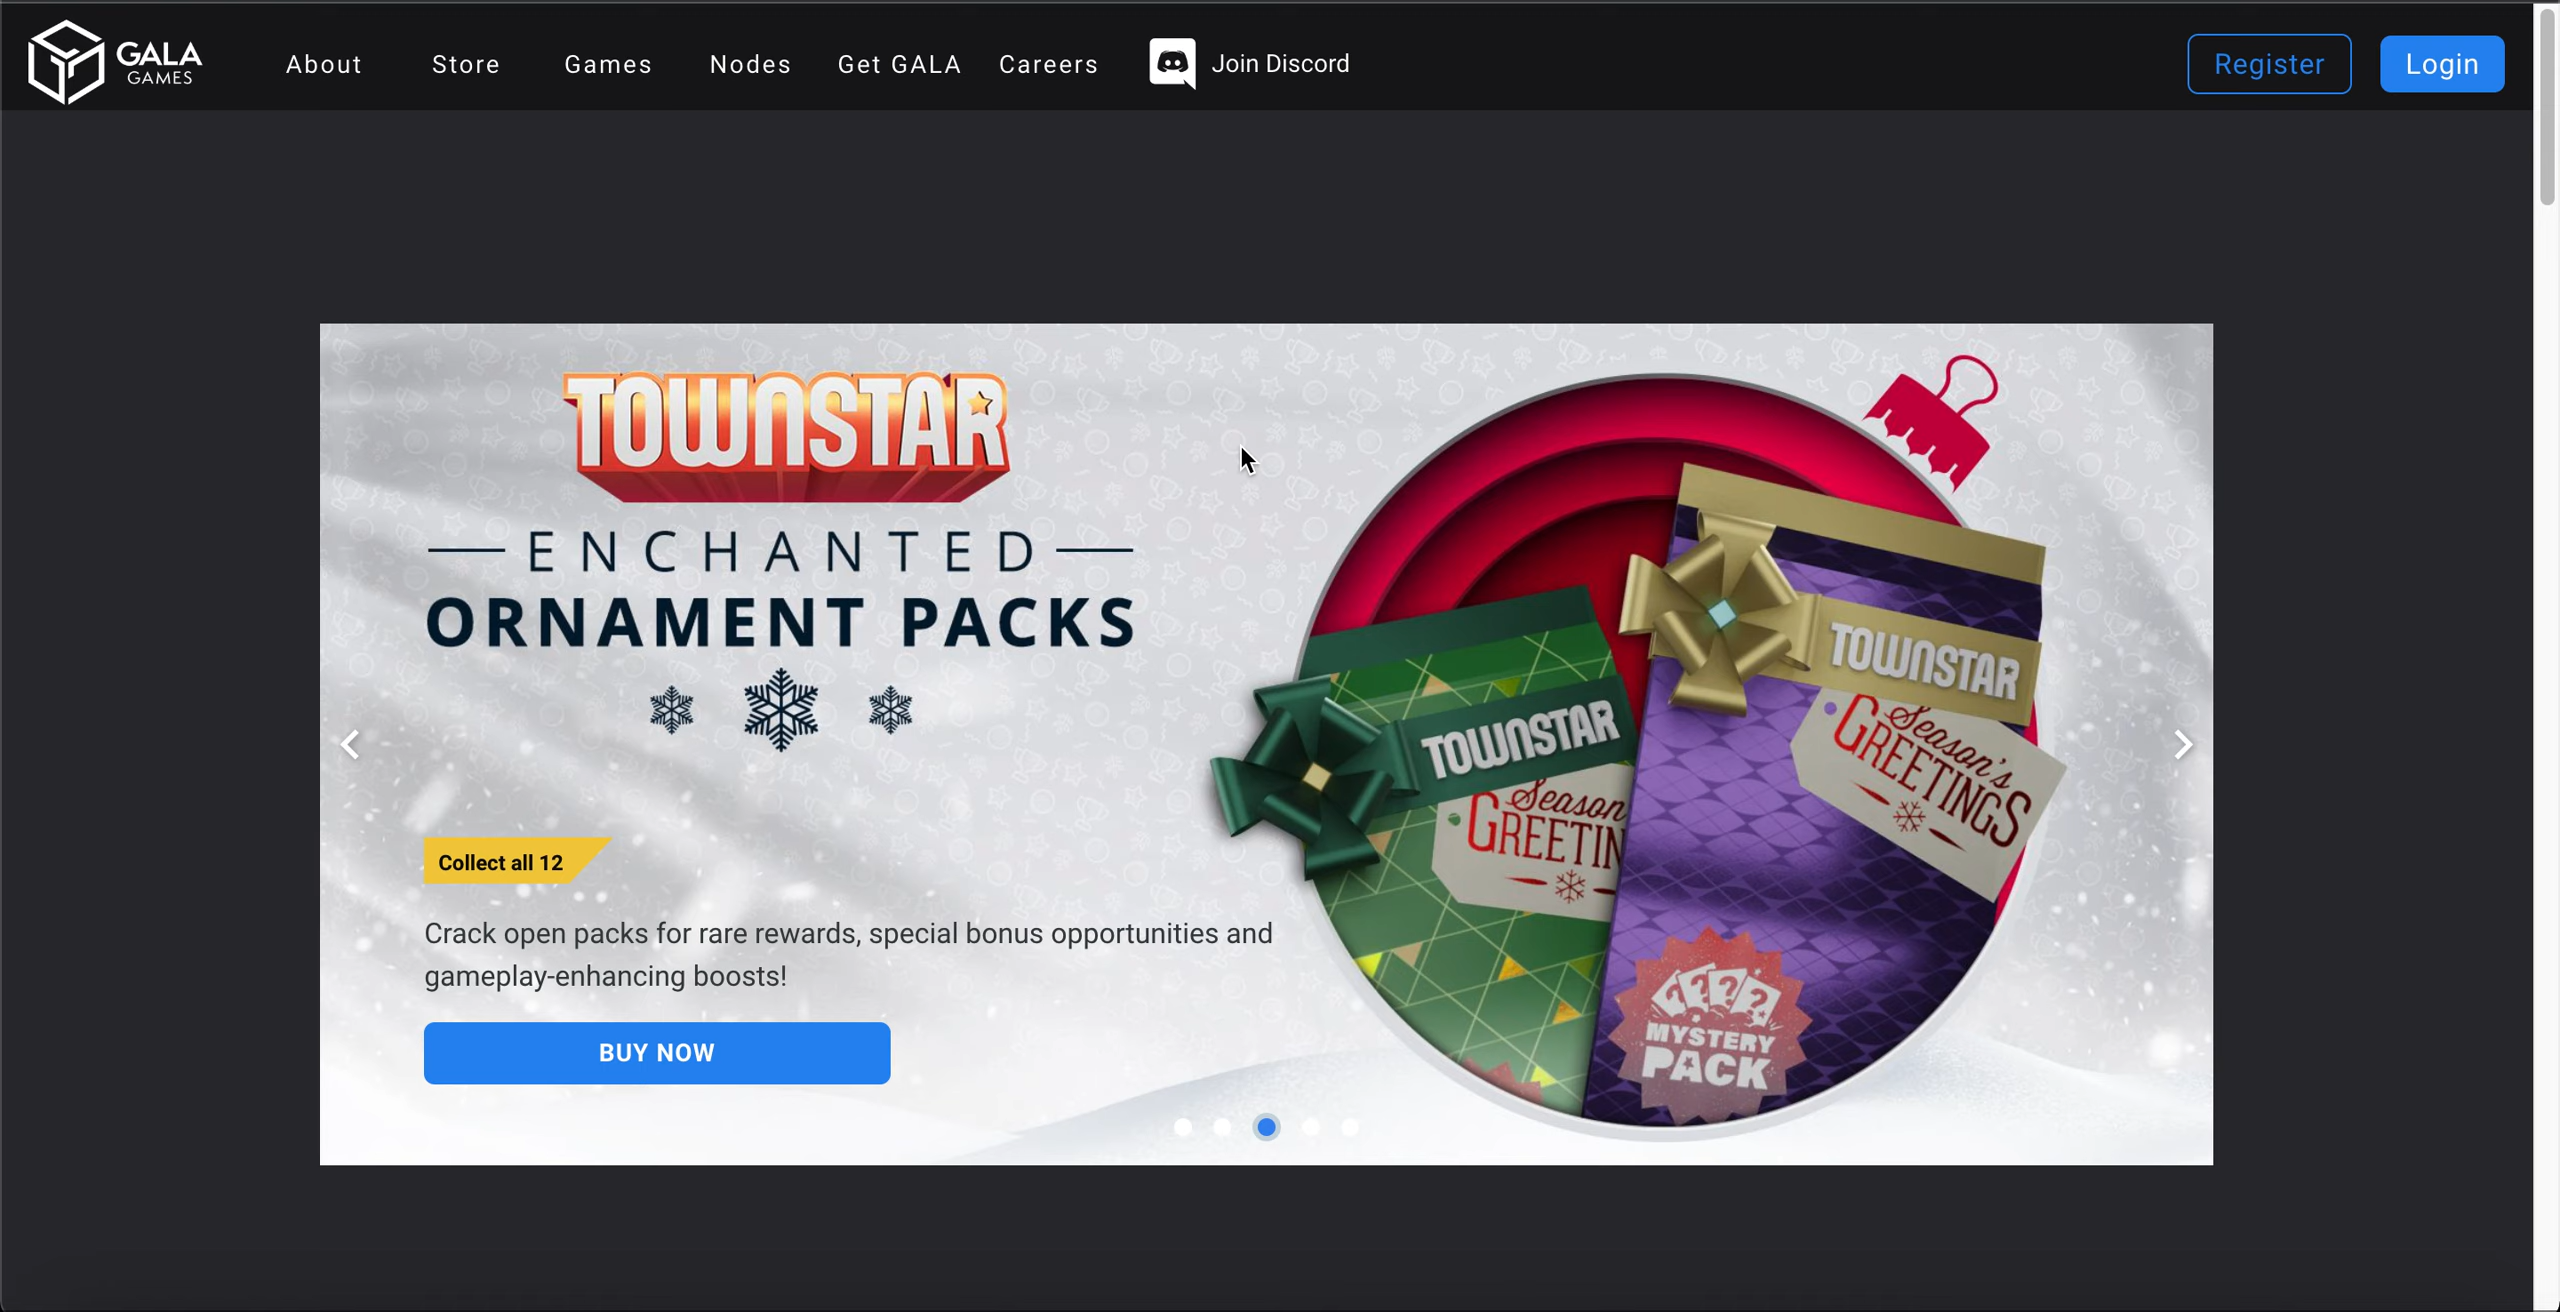 GALA
GAMES
About
Store
Games
Nodes
Get GALA
Careers
Join Discord
Register
Login
TOWNSTAR
ENCHANTED
ORNAMENT PACKS
Collect all 12
Crack open packs for rare rewards, special bonus opportunities and
gameplay-enhancing boosts!
BUY NOW
TOWNSTAR
Season
GREETIN
TOWNSTAR
Season's
GREETINGS
????
MYSTERY
PACK